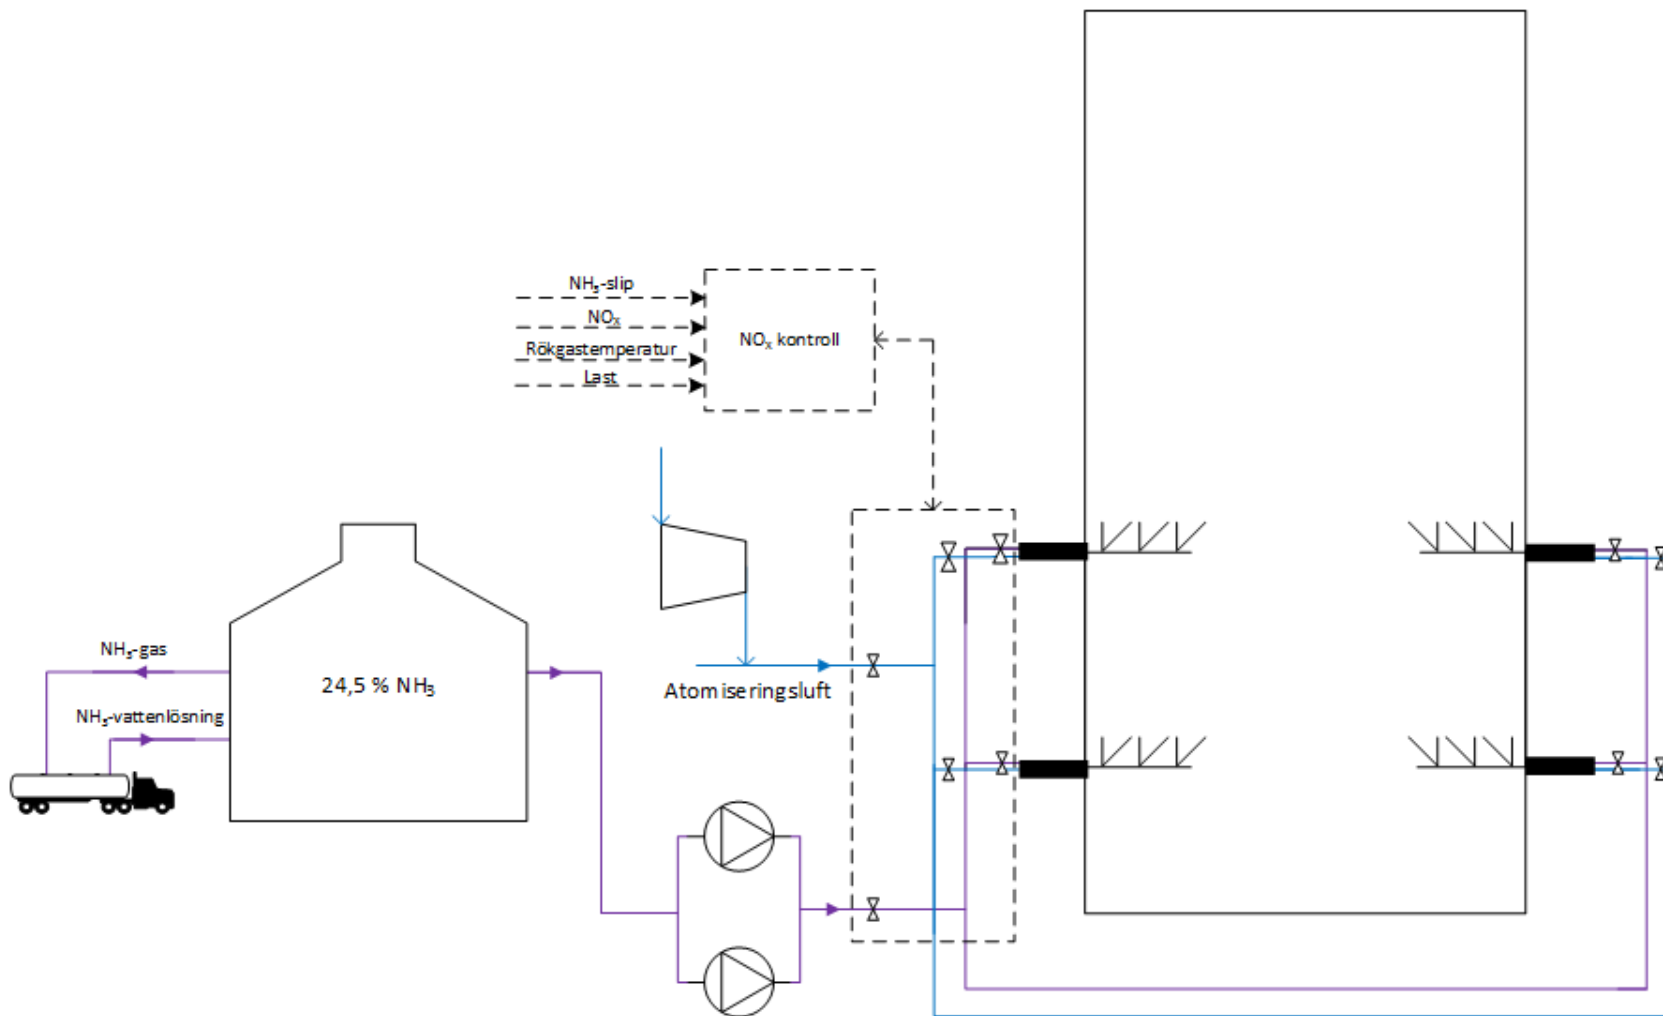 NH₃-slip
NOₓ
Rökgastemperatur
Last
NOₓ kontroll
NH₃-gas
24,5 % NH₃
NH₃-vattenlösning
Atomiseringsluft